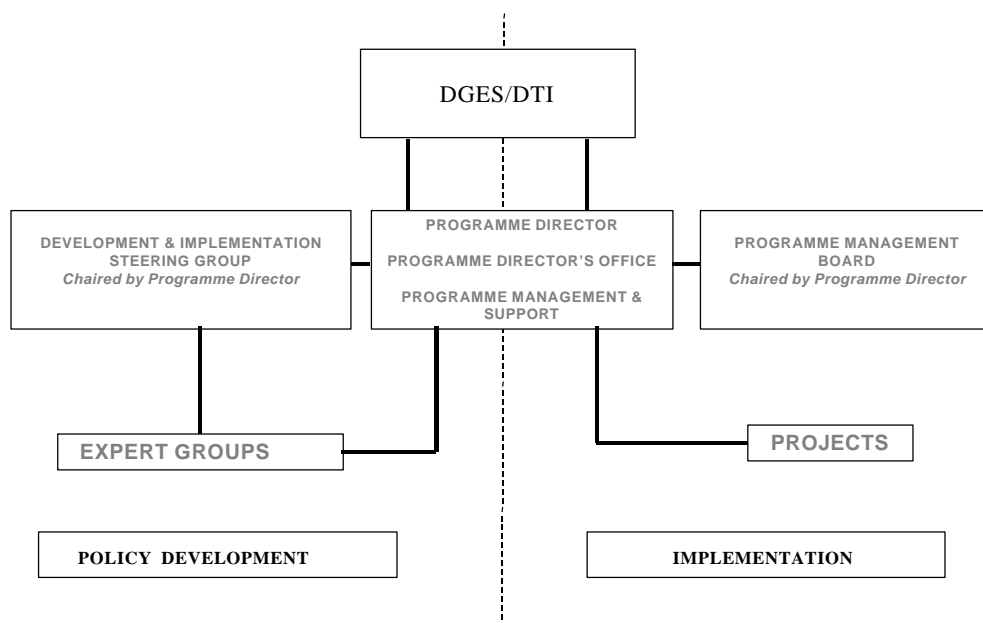 DGES/DTI
DEVELOPMENT & IMPLEMENTATION
STEERING GROUP
Chaired by Programme Director
PROGRAMME DIRECTOR
PROGRAMME DIRECTOR'S OFFICE
PROGRAMME MANAGEMENT &
SUPPORT
PROGRAMME MANAGEMENT
BOARD
Chaired by Programme Director
EXPERT GROUPS
PROJECTS
POLICY DEVELOPMENT
IMPLEMENTATION